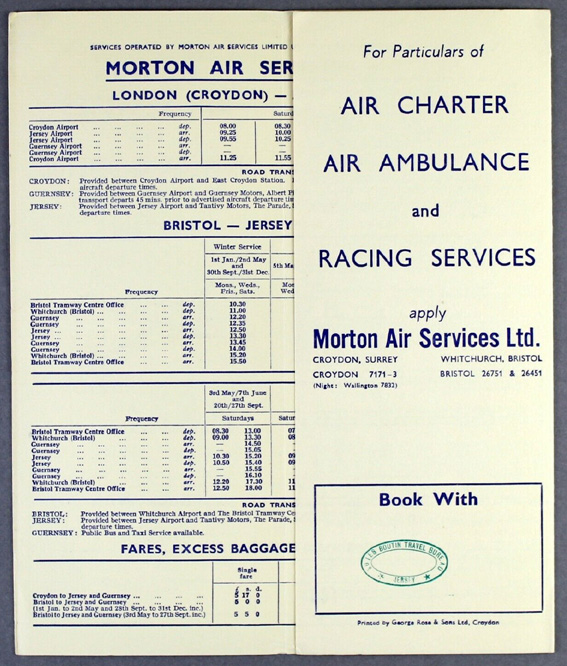 SERVICES OPERATED BY MORTON AIR SERVICES LIMITED
MORTON AIR SER
LONDON (CROYDON) —
Frequency Saturd
Croydon Airport ... ... ... dep. 08.00 08.30
Jersey Airport ... ... ... arr. 09.25 10.00
Jersey Airport ... ... ... dep. 09.55 10.25
Guernsey Airport ... ... ... arr. — —
Guernsey Airport ... ... ... dep. — —
Croydon Airport ... ... ... arr. 11.25 11.55
ROAD TRANS
CROYDON: Provided between Croydon Airport and East Croydon Station.
aircraft departure times.
GUERNSEY: Provided between Guernsey Airport and Guernsey Motors, Albert
transport departs 45 mins. prior to advertised aircraft departure
JERSEY: Provided between Jersey Airport and Tantivy Motors, The Parade,
departure times.
BRISTOL — JERSEY
Winter Service
1st Jan./2nd May
and
30th Sept./31st Dec.
5th Ma
Frequency
Mons., Weds.,
Fris., Sats.
Mo
Wed
Bristol Tramway Centre Office ... ... dep. 10.30
Whitchurch (Bristol) ... ... ... ... dep. 11.00
Guernsey ... ... ... ... ... arr. 12.20
Guernsey ... ... ... ... ... dep. 12.35
Jersey ... ... ... ... ... arr. 12.50
Jersey ... ... ... ... ... dep. 13.30
Guernsey ... ... ... ... ... arr. 13.45
Guernsey ... ... ... ... ... dep. 14.00
Whitchurch (Bristol) ... ... ... ... arr. 15.20
Bristol Tramway Centre Office ... ... arr. 15.50
3rd May/7th June
and
20th/27th Sept.
Frequency
Saturdays Satur
Bristol Tramway Centre Office ... ... dep. 08.30 13.00 07
Whitchurch (Bristol) ... ... ... dep. 09.00 13.30 08
Guernsey ... ... ... ... ... arr. — 14.50
Guernsey ... ... ... ... ... dep. — 15.05
Jersey ... ... ... ... ... arr. 10.30 15.20 09
Jersey ... ... ... ... ... dep. 10.50 15.40 09
Guernsey ... ... ... ... ... arr. — 15.55
Guernsey ... ... ... ... ... dep. — 16.10
Whitchurch (Bristol) ... ... ... arr. 12.20 17.30 11
Bristol Tramway Centre Office ... ... arr. 12.50 18.00 11
ROAD TRANS
BRISTOL: Provided between Whitchurch Airport and The Bristol Tramway Ce
JERSEY: Provided between Jersey Airport and Tantivy Motors, The Parade,
departure times.
GUERNSEY: Public Bus and Taxi Service available.
FARES, EXCESS BAGGAGE
Single
fare
£ s. d.
Croydon to Jersey and Guernsey ... ... ... 5 17 0
Bristol to Jersey and Guernsey ... ... ... 5 0 0
(1st Jan. to 2nd May and 28th Sept. to 31st Dec. inc.)
Bristol to Jersey and Guernsey (3rd May to 27th Sept. inc.) 5 5 0
For Particulars of
AIR CHARTER
AIR AMBULANCE
and
RACING SERVICES
apply
Morton Air Services Ltd.
CROYDON, SURREY WHITCHURCH, BRISTOL
CROYDON 7171-3 BRISTOL 26751 & 26451
(Night: Wallington 7832)
Book With
BOUTIN TRAVEL BUREAU
JERSEY
Printed by George Rose & Sons Ltd., Croydon